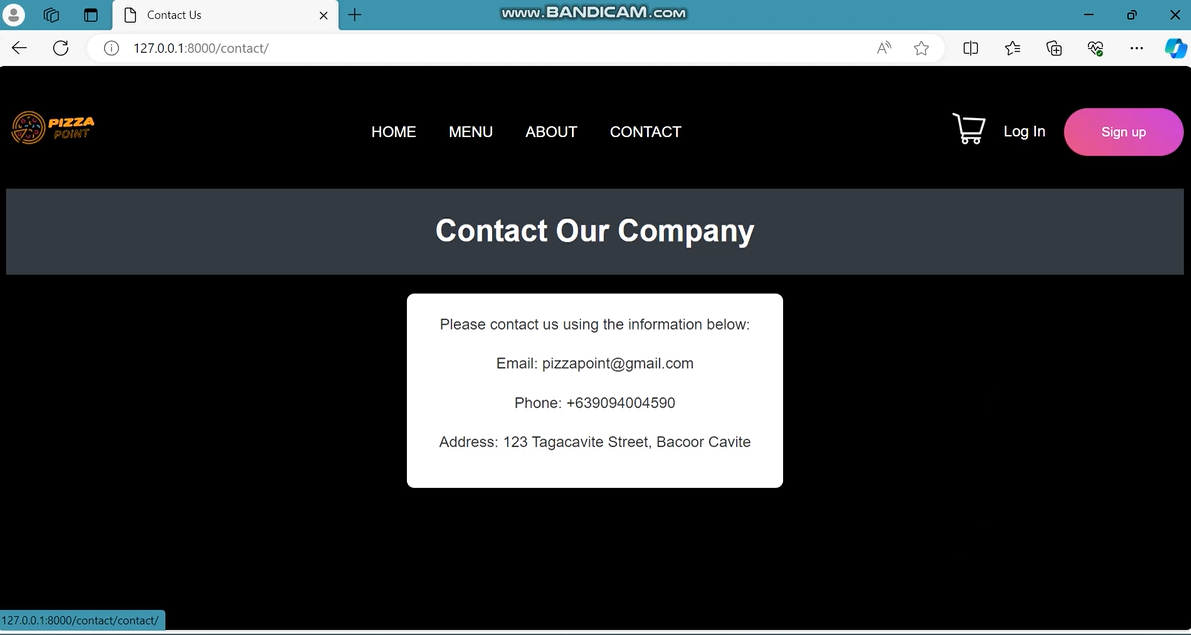 Contact Us
www.BANDICAM.com
127.0.0.1:8000/contact/
PIZZA
POINT
HOME
MENU
ABOUT
CONTACT
Log In
Sign up
Contact Our Company
Please contact us using the information below:
Email: pizzapoint@gmail.com
Phone: +639094004590
Address: 123 Tagacavite Street, Bacoor Cavite
127.0.0.1:8000/contact/contact/